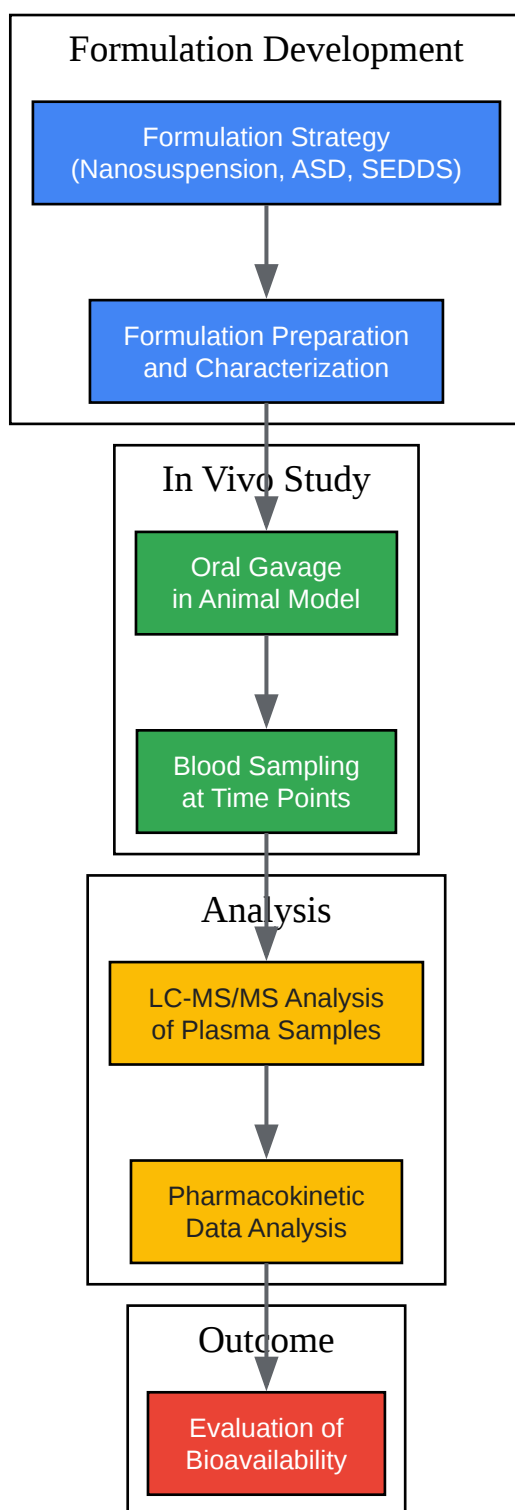 Formulation Development
Formulation Strategy
(Nanosuspension, ASD, SEDDS)
Formulation Preparation
and Characterization
In Vivo Study
Oral Gavage
in Animal Model
Blood Sampling
at Time Points
Analysis
LC-MS/MS Analysis
of Plasma Samples
Pharmacokinetic
Data Analysis
Outcome
Evaluation of
Bioavailability